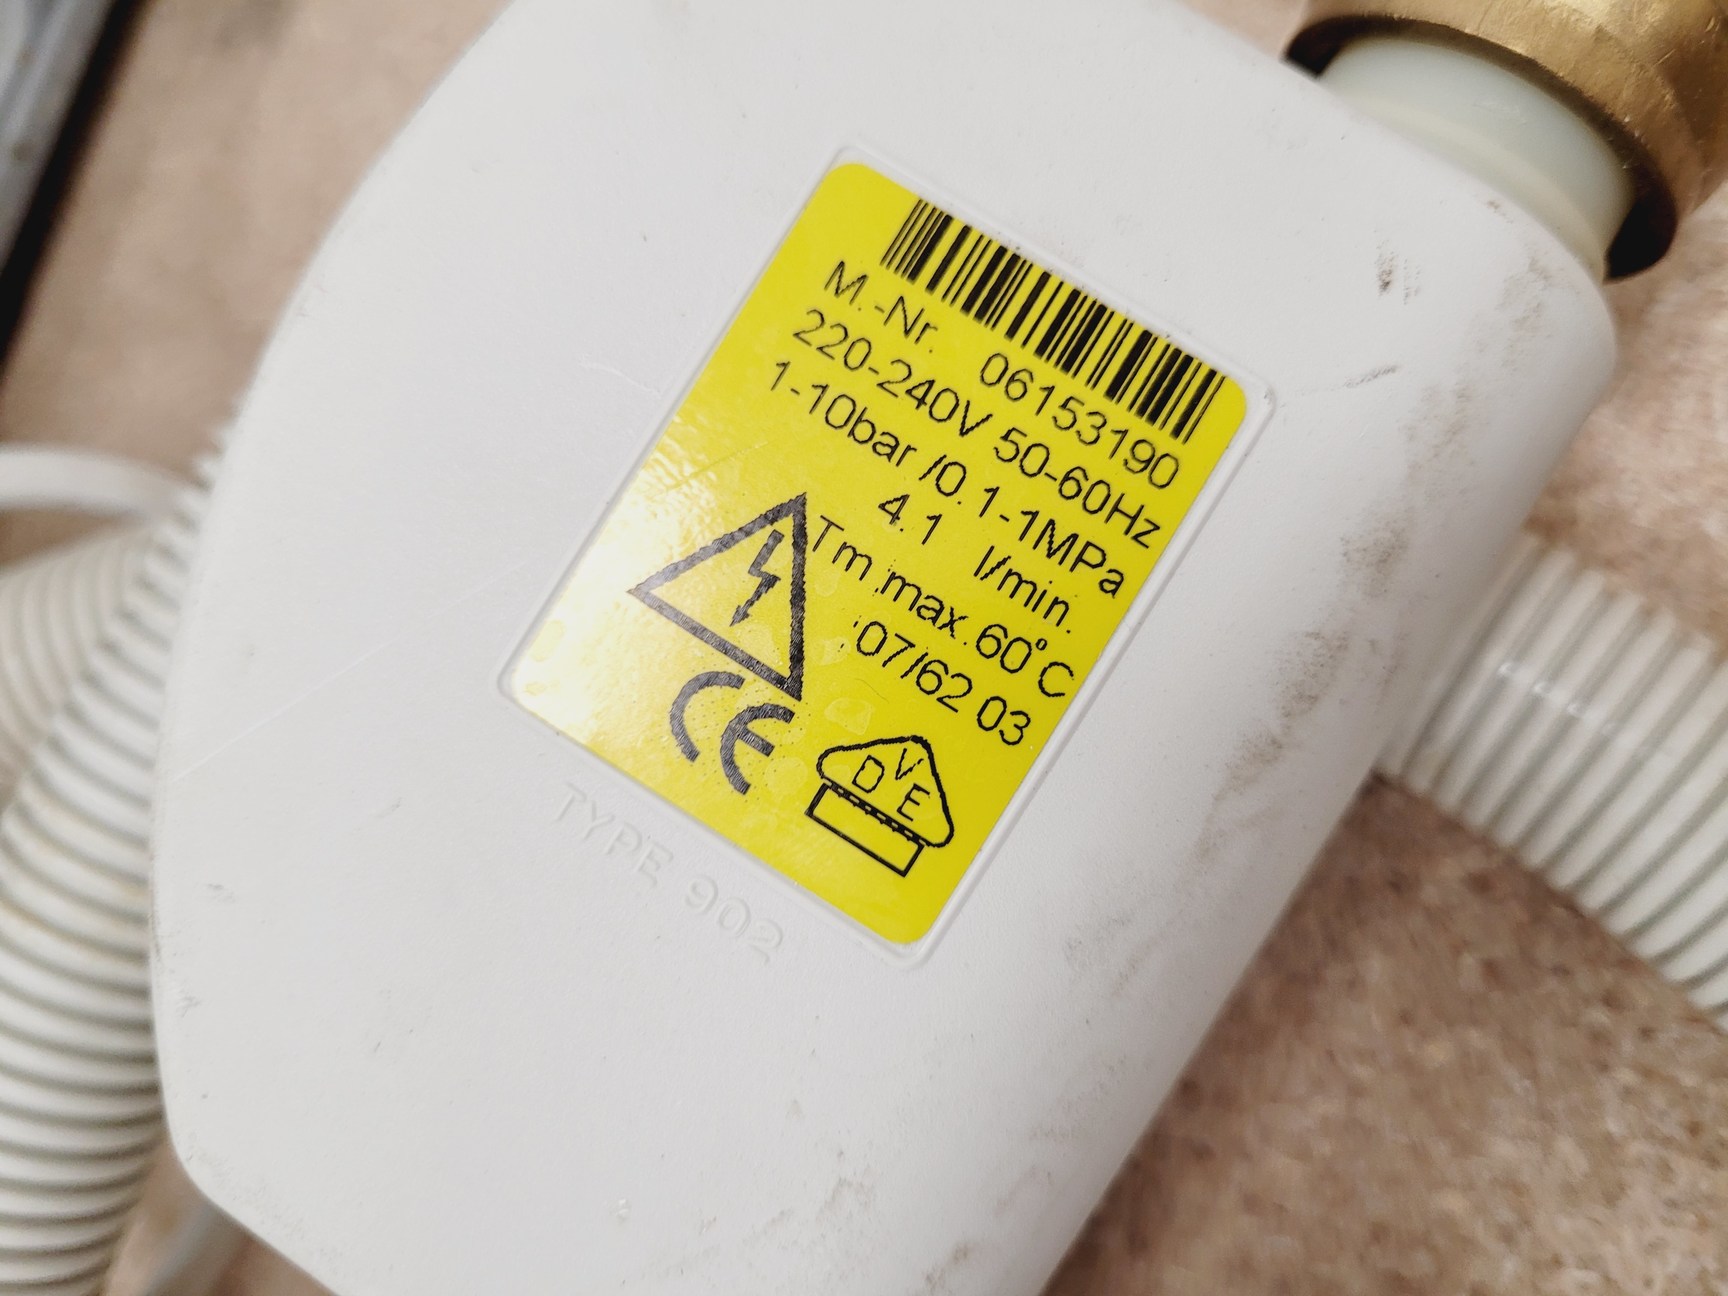 M.-Nr. 06153190
220-240V 50-60Hz
1-10bar /0.1-1MPa
4.1 l/min.
Tm.max.60°C
07/62 03
CE
VDE
TYPE 902